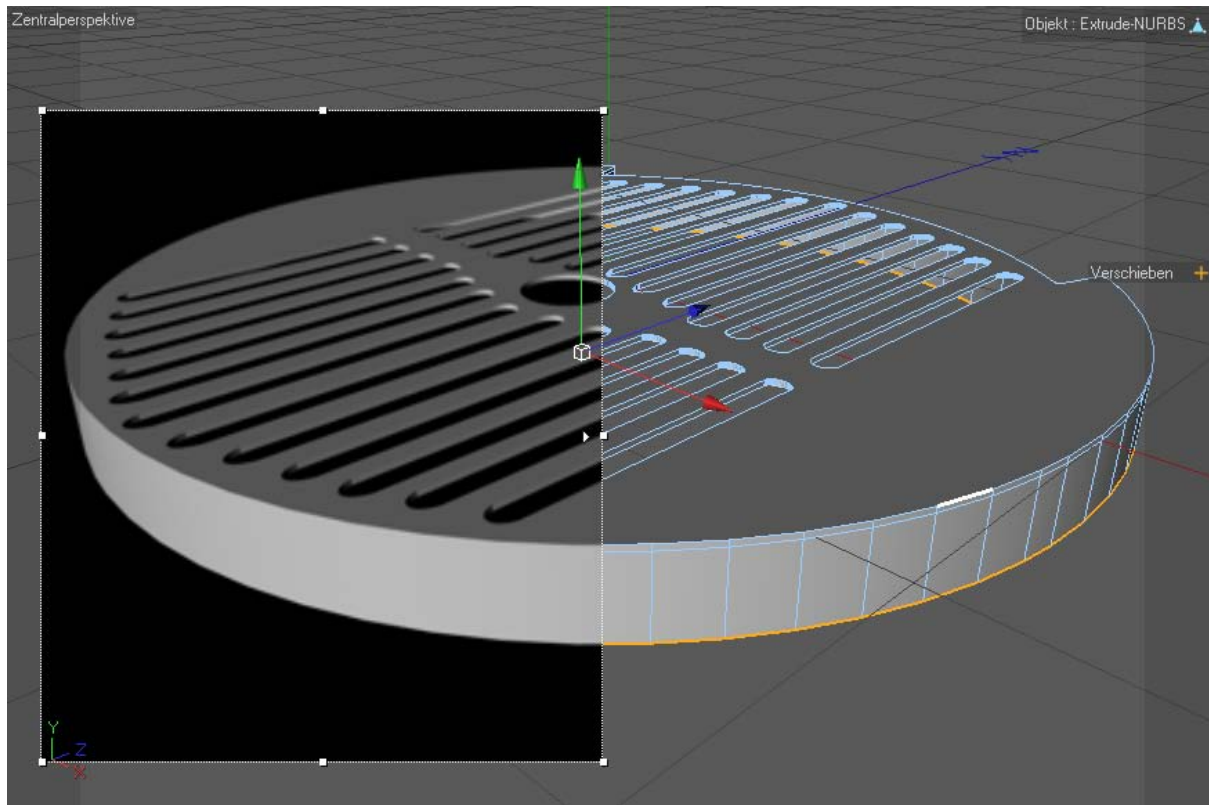 Zentralperspektive
Objekt : Extrude-NURBS
Verschieben
Y
Z
X